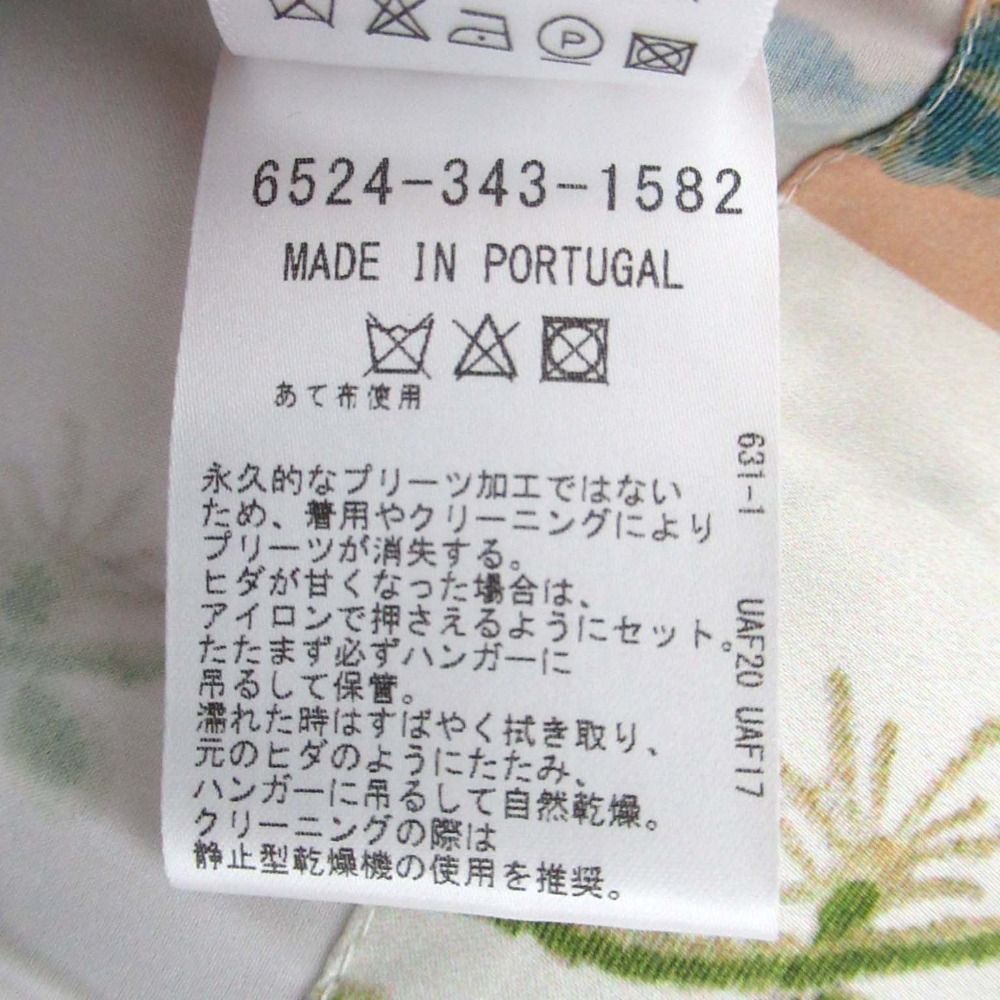 P
6524-343-1582
MADE IN PORTUGAL
あて布使用
永久的なプリーツ加工ではない
ため、着用やクリーニングにより
プリーツが消失する。
ヒダが甘くなった場合は、
アイロンで押さえるようにセット。
たたまず必ずハンガーに
吊るして保管。
濡れた時はすばやく拭き取り、
元のヒダのようにたたみ、
ハンガーに吊るして自然乾燥。
クリーニングの際は
静止型乾燥機の使用を推奨。
631-1 UAF20 UAF17